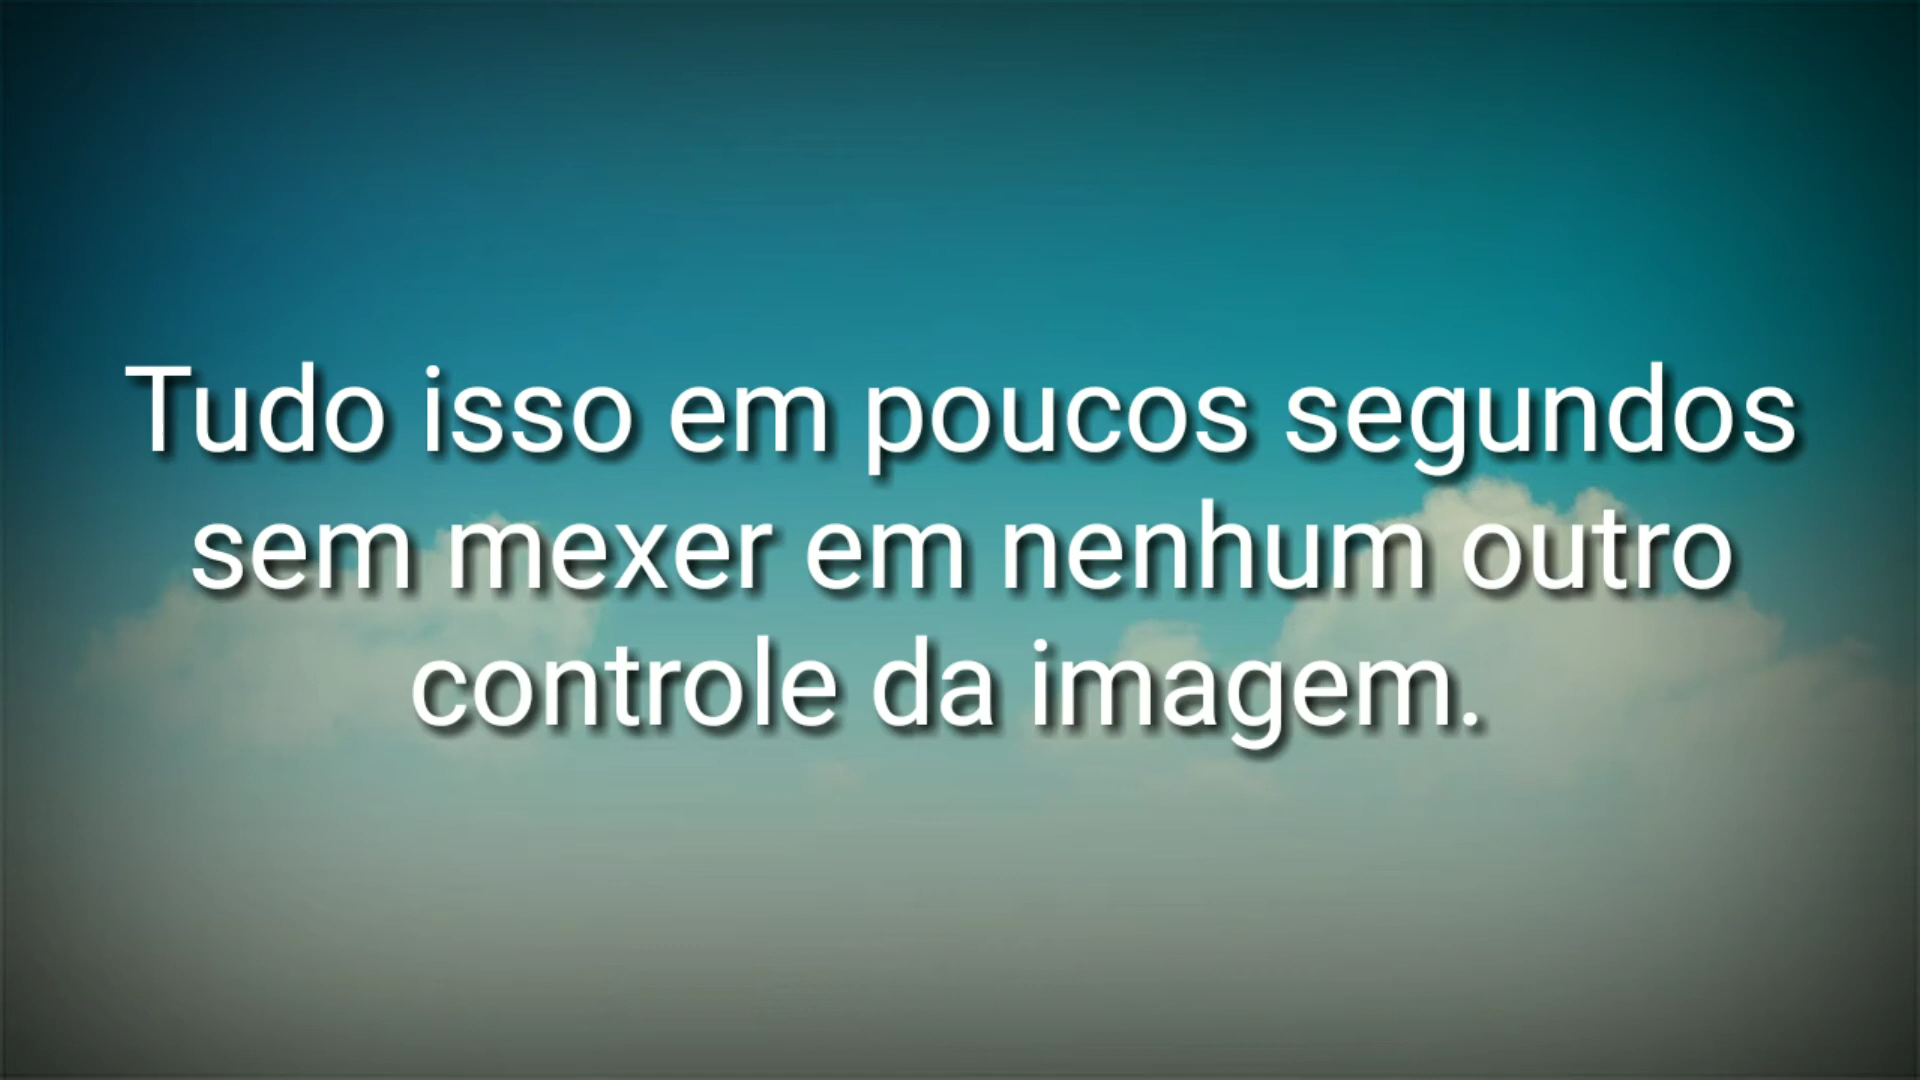 Tudo isso em poucos segundos
sem mexer em nenhum outro
controle da imagem.